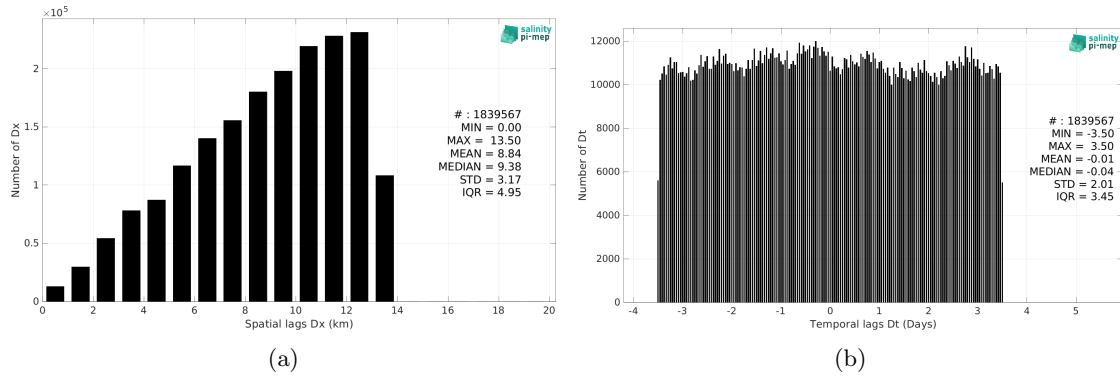 ×10⁵
salinity
pi-mep
2
1.5
1
0.5
0
Number of Dx
# : 1839567
MIN = 0.00
MAX = 13.50
MEAN = 8.84
MEDIAN = 9.38
STD = 3.17
IQR = 4.95
0 2 4 6 8 10 12 14 16 18 20
Spatial lags Dx (km)
(a)
salinity
pi-mep
12000
10000
8000
6000
4000
2000
0
Number of Dt
# : 1839567
MIN = -3.50
MAX = 3.50
MEAN = -0.01
MEDIAN = -0.04
STD = 2.01
IQR = 3.45
-4 -3 -2 -1 0 1 2 3 4 5
Temporal lags Dt (Days)
(b)